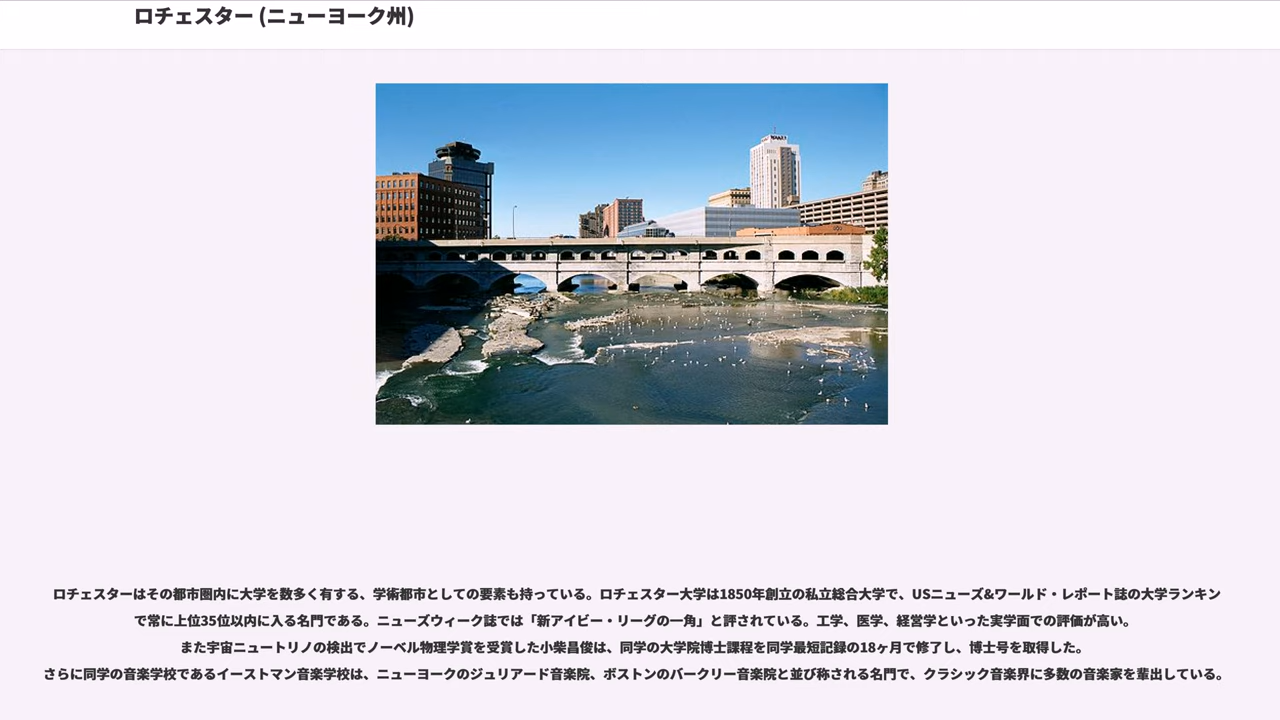 ロチェスター (ニューヨーク州)
ロチェスターはその都市圏内に大学を数多く有する、学術都市としての要素も持っている。ロチェスター大学は1850年創立の私立総合大学で、USニューズ&ワールド・レポート誌の大学ランキン
で常に上位35位以内に入る名門である。ニューズウィーク誌では「新アイビー・リーグの一角」と評されている。工学、医学、経営学といった実学面での評価が高い。
また宇宙ニュートリノの検出でノーベル物理学賞を受賞した小柴昌俊は、同学の大学院博士課程を同学最短記録の18ヶ月で修了し、博士号を取得した。
さらに同学の音楽学校であるイーストマン音楽学校は、ニューヨークのジュリアード音楽院、ボストンのバークリー音楽院と並び称される名門で、クラシック音楽界に多数の音楽家を輩出している。